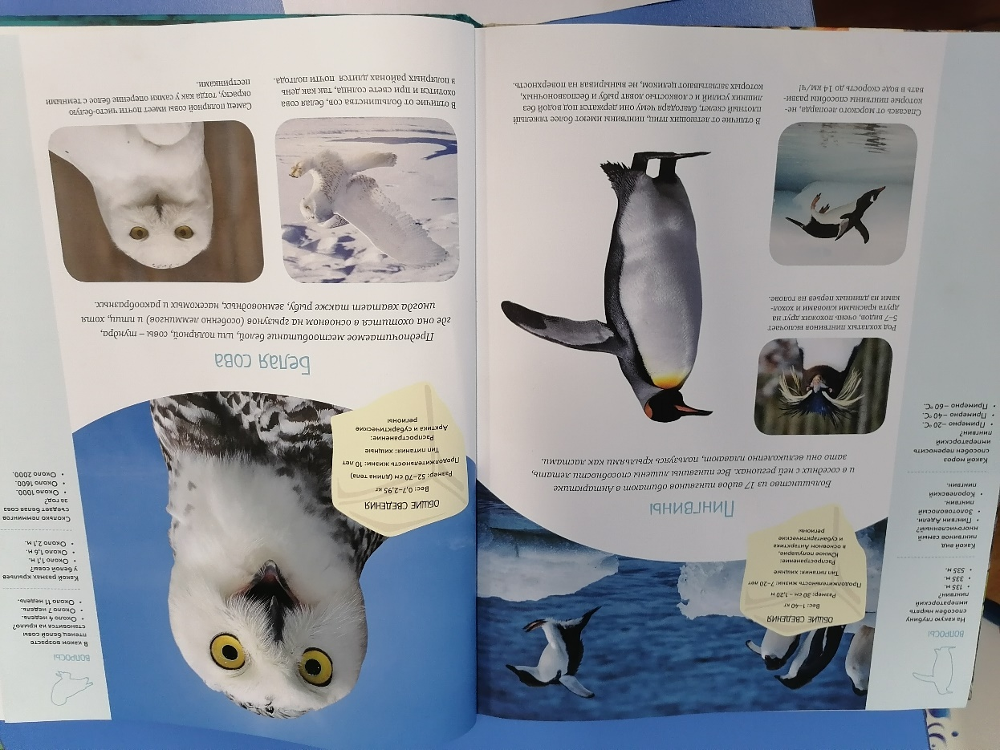 ВОПРОСЫ
На какую глубину
способен нырять
императорский
пингвин?
• 135 м.
• 335 м.
• 535 м.
Какой вид
пингвинов самый
многочисленный?
• Пингвин Адели.
• Золотоволосый
пингвин.
• Королевский
пингвин.
Какой мороз
способен переносить
императорский
пингвин?
• Примерно –20 °C.
• Примерно –40 °C.
• Примерно –60 °C.
ОБЩИЕ СВЕДЕНИЯ
Вес: 1–40 кг
Размер: 30 см – 1,20 м
Продолжительность жизни: 7–20 лет
Тип питания: хищные
Распространение:
Южное полушарие,
в основном Антарктика
и субантарктические
регионы
Пингвины
Большинство из 17 видов пингвинов обитают в Антарктике
и в соседних с ней регионах. Все пингвины лишены способности летать,
зато они великолепно плавают, пользуясь крыльями как ластами.
Род хохлатых пингвинов включает
5–7 видов, очень похожих друг на
друга красными клювами и хохол-
ками из длинных перьев на голове.
Спасаясь от морского леопарда, не-
которые пингвины способны разви-
вать в воде скорость до 14 км/ч!
В отличие от летающих птиц, пингвины имеют более тяжелый
плотный скелет, благодаря чему они держатся под водой без
лишних усилий и с ловкостью ловят рыбу и беспозвоночных,
которых заглатывают целиком, не выныривая на поверхность.
ОБЩИЕ СВЕДЕНИЯ
Вес: 0,7–2,95 кг
Размер: 52–70 см (длина тела)
Продолжительность жизни: 10 лет
Тип питания: хищные
Распространение:
Арктика и субарктические
регионы
Белая сова
Предпочитаемое местообитание белой, или полярной, совы – тундра,
где она охотится в основном на грызунов (особенно леммингов) и птиц, хотя
иногда хватает также рыбу, земноводных, насекомых и ракообразных.
В отличие от большинства сов, белая сова
охотится и при свете солнца, так как день
в полярных районах длится почти полгода.
Самец полярной совы имеет почти чисто-белую
окраску, тогда как у самки оперение белое с темными
пестринками.
ВОПРОСЫ
В каком возрасте
птенец белой совы
становится на крыло?
• Около 4 недель.
• Около 7 недель.
• Около 11 недель.
Каков размах крыльев
у белой совы?
• Около 1,1 м.
• Около 1,6 м.
• Около 2,1 м.
Сколько леммингов
съедает белая сова
за год?
• Около 1000.
• Около 1600.
• Около 2000.